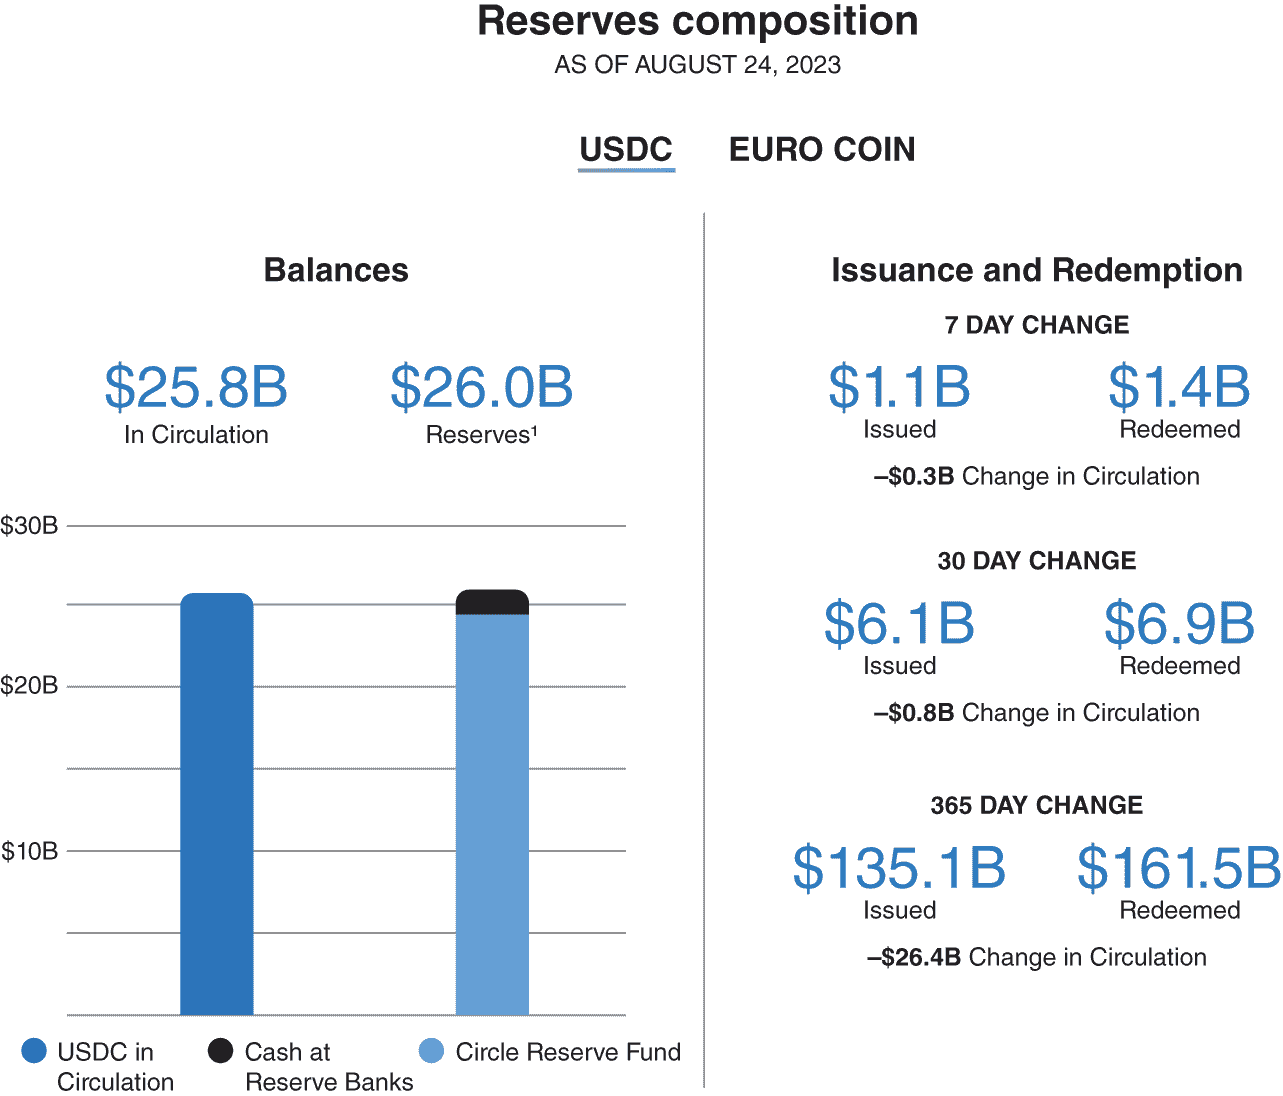 Reserves composition
AS OF AUGUST 24, 2023
USDC EURO COIN
Balances
$25.8B $26.0B
In Circulation Reserves¹
$30B
$20B
$10B
USDC in
Circulation
Cash at
Reserve Banks
Circle Reserve Fund
Issuance and Redemption
7 DAY CHANGE
$1.1B $1.4B
Issued Redeemed
–$0.3B Change in Circulation
30 DAY CHANGE
$6.1B $6.9B
Issued Redeemed
–$0.8B Change in Circulation
365 DAY CHANGE
$135.1B $161.5B
Issued Redeemed
–$26.4B Change in Circulation